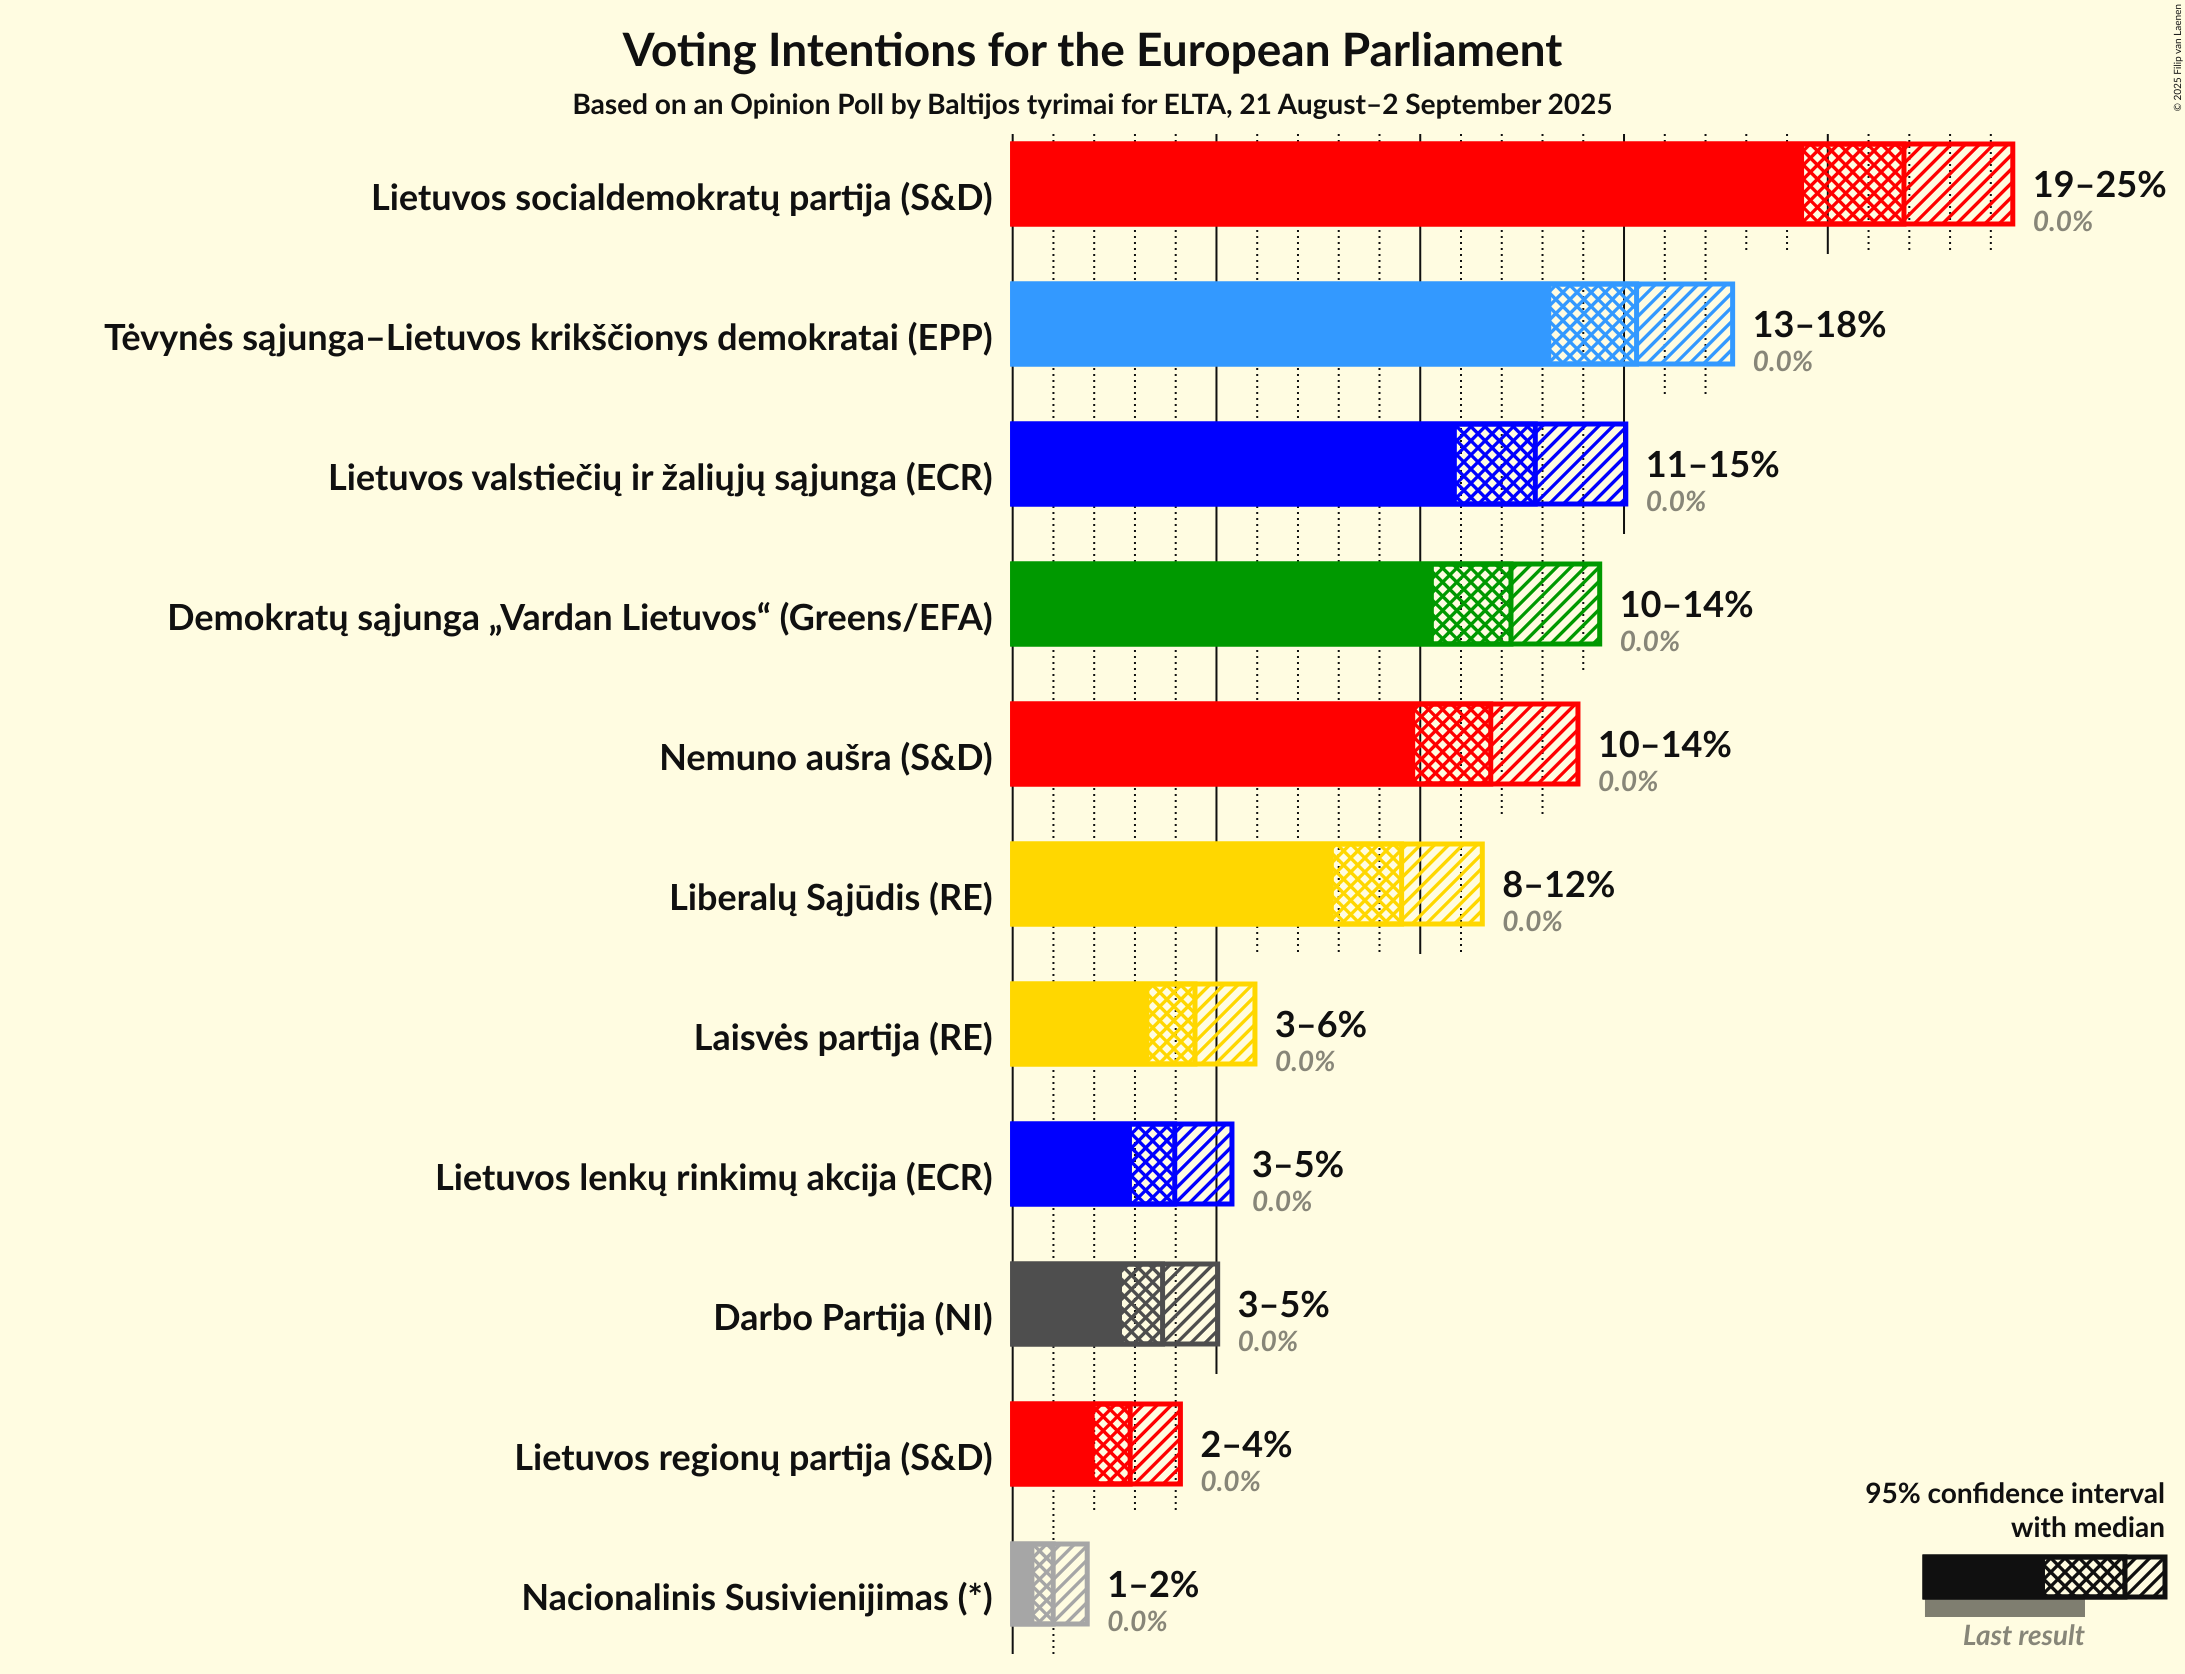 Voting Intentions for the European Parliament
Based on an Opinion Poll by Baltijos tyrimai for ELTA, 21 August–2 September 2025
© 2025 Filip van Laenen
Lietuvos socialdemokratų partija (S&D)
19–25%
0.0%
Tėvynės sąjunga–Lietuvos krikščionys demokratai (EPP)
13–18%
0.0%
Lietuvos valstiečių ir žaliųjų sąjunga (ECR)
11–15%
0.0%
Demokratų sąjunga „Vardan Lietuvos“ (Greens/EFA)
10–14%
0.0%
Nemuno aušra (S&D)
10–14%
0.0%
Liberalų Sąjūdis (RE)
8–12%
0.0%
Laisvės partija (RE)
3–6%
0.0%
Lietuvos lenkų rinkimų akcija (ECR)
3–5%
0.0%
Darbo Partija (NI)
3–5%
0.0%
Lietuvos regionų partija (S&D)
2–4%
0.0%
Nacionalinis Susivienijimas (*)
1–2%
0.0%
95% confidence interval
with median
Last result